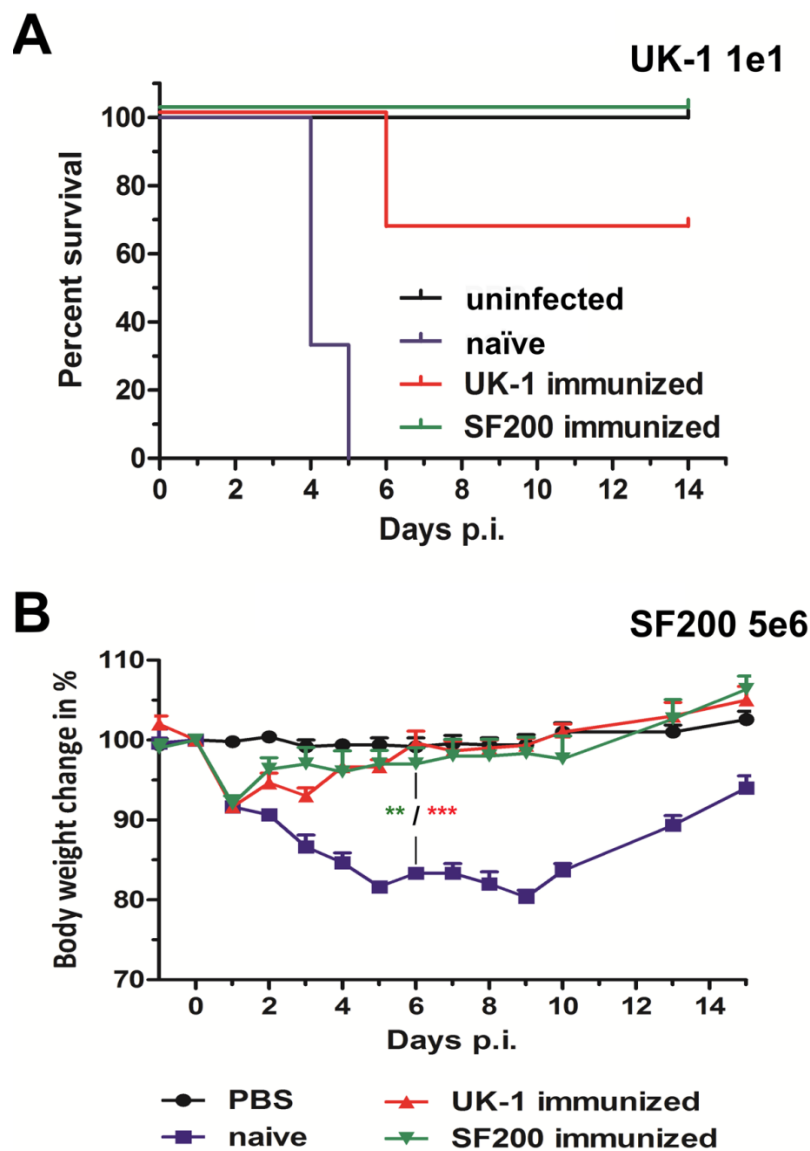 A
UK-1 1e1
Percent survival
100
80
60
40
20
0
uninfected
naïve
UK-1 immunized
SF200 immunized
0 2 4 6 8 10 12 14
Days p.i.
B
SF200 5e6
Body weight change in %
110
100
90
80
70
** / ***
0 2 4 6 8 10 12 14
Days p.i.
PBS
UK-1 immunized
naive
SF200 immunized